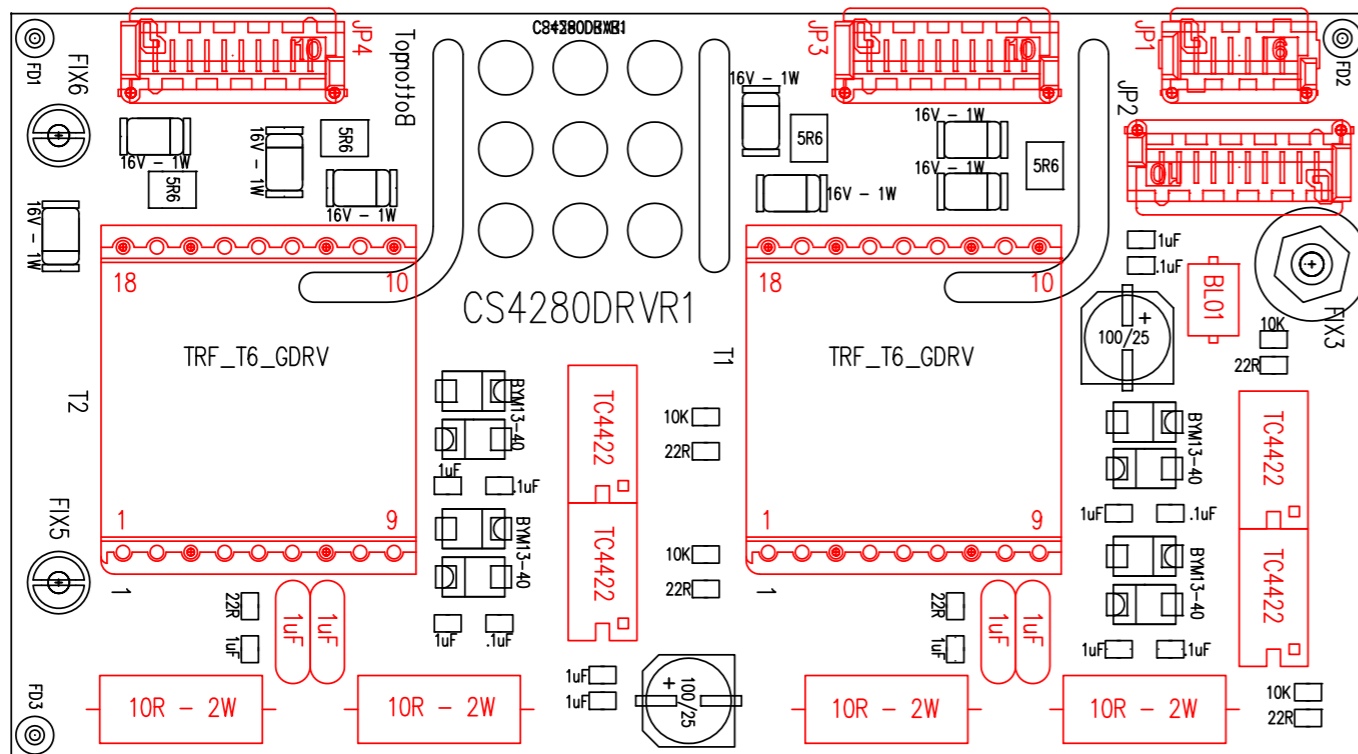 CS4280DRVR1
FD1
FIX6
JP4
10
TopmottoB
JP3
10
JP1
6
FD2
JP2
10
16V - 1W
16V - 1W
5R6
5R6
16V - 1W
16V - 1W
16V - 1W
5R6
16V - 1W
16V - 1W
16V - 1W
5R6
1uF
.1uF
BLO1
FIX3
18
10
18
10
CS4280DRVR1
TRF_T6_GDRV
T1
TRF_T6_GDRV
+
100/25
10K
22R
T2
BYM13-40
TC4422
10K
22R
BYM13-40
TC4422
1uF
.1uF
1uF
.1uF
FIX5
1
9
1
9
BYM13-40
TC4422
10K
22R
BYM13-40
TC4422
1
22R
1uF
1uF
1uF
1uF
.1uF
1
22R
1uF
1uF
1uF
1uF
.1uF
FD3
10R - 2W
10R - 2W
1uF
1uF
+
100/25
10R - 2W
10R - 2W
10K
22R